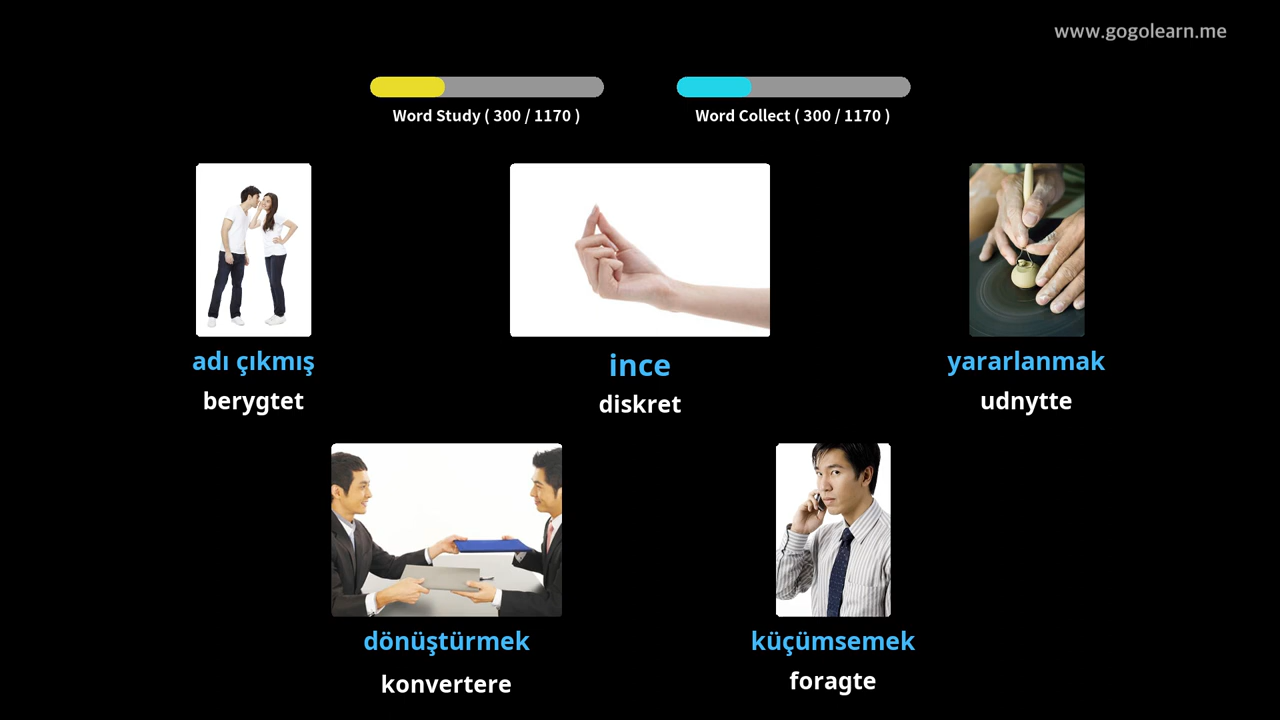 www.gogolearn.me
Word Study ( 300 / 1170 )
Word Collect ( 300 / 1170 )
adı çıkmış
berygtet
ince
diskret
yararlanmak
udnytte
dönüştürmek
konvertere
küçümsemek
foragte